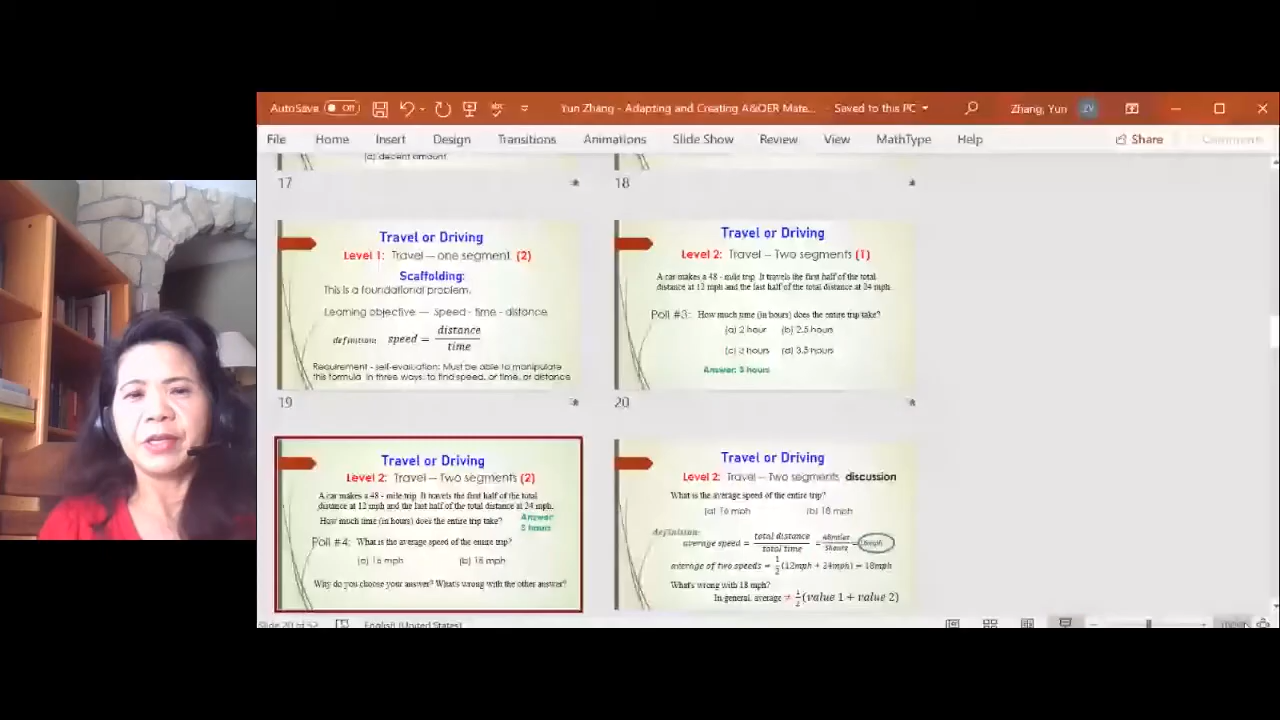 AutoSave Off
Yun Zhang - Adapting and Creating A&OER Mate... - Saved to this PC
Zhang, Yun ZY
File Home Insert Design Transitions Animations Slide Show Review View MathType Help Share Comments
(d) decent amount
17
18
Travel or Driving
Level 1: Travel – one segment (2)
Scaffolding:
This is a foundational problem.
Learning objective — Speed - time - distance
definition: speed = distance / time
Requirement - self-evaluation: Must be able to manipulate
this formula in three ways: to find speed, or time, or distance
19
Travel or Driving
Level 2: Travel – Two segments (1)
A car makes a 48 - mile trip. It travels the first half of the total
distance at 12 mph and the last half of the total distance at 24 mph.
Poll #3: How much time (in hours) does the entire trip take?
(a) 2 hour (b) 2.5 hours
(c) 3 hours (d) 3.5 hours
Answer: 3 hours
20
Travel or Driving
Level 2: Travel – Two segments (2)
A car makes a 48 - mile trip. It travels the first half of the total
distance at 12 mph and the last half of the total distance at 24 mph.
How much time (in hours) does the entire trip take?
Answer:
3 hours
Poll #4: What is the average speed of the entire trip?
(a) 16 mph (b) 18 mph
Why do you choose your answer? What's wrong with the other answer?
Travel or Driving
Level 2: Travel – Two segments discussion
What is the average speed of the entire trip?
(a) 16 mph (b) 18 mph
definition:
average speed = total distance / total time = 48miles / 3hours = 16mph
average of two speeds = 1/2 (12mph + 24mph) = 18mph
What's wrong with 18 mph?
In general, average ≠ 1/2 (value 1 + value 2)
Slide 20 of 52 English (United States)